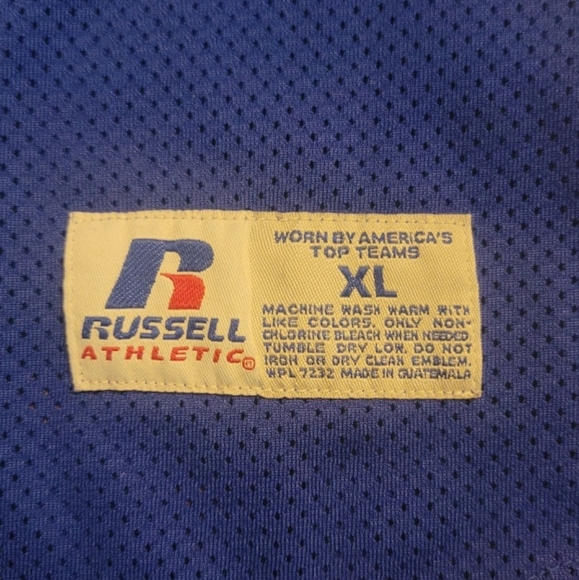 RUSSELL
ATHLETIC®
WORN BY AMERICA'S
TOP TEAMS
XL
MACHINE WASH WARM WITH
LIKE COLORS. ONLY NON-
CHLORINE BLEACH WHEN NEEDED.
TUMBLE DRY LOW. DO NOT
IRON OR DRY CLEAN EMBLEM.
WPL 7232 MADE IN GUATEMALA